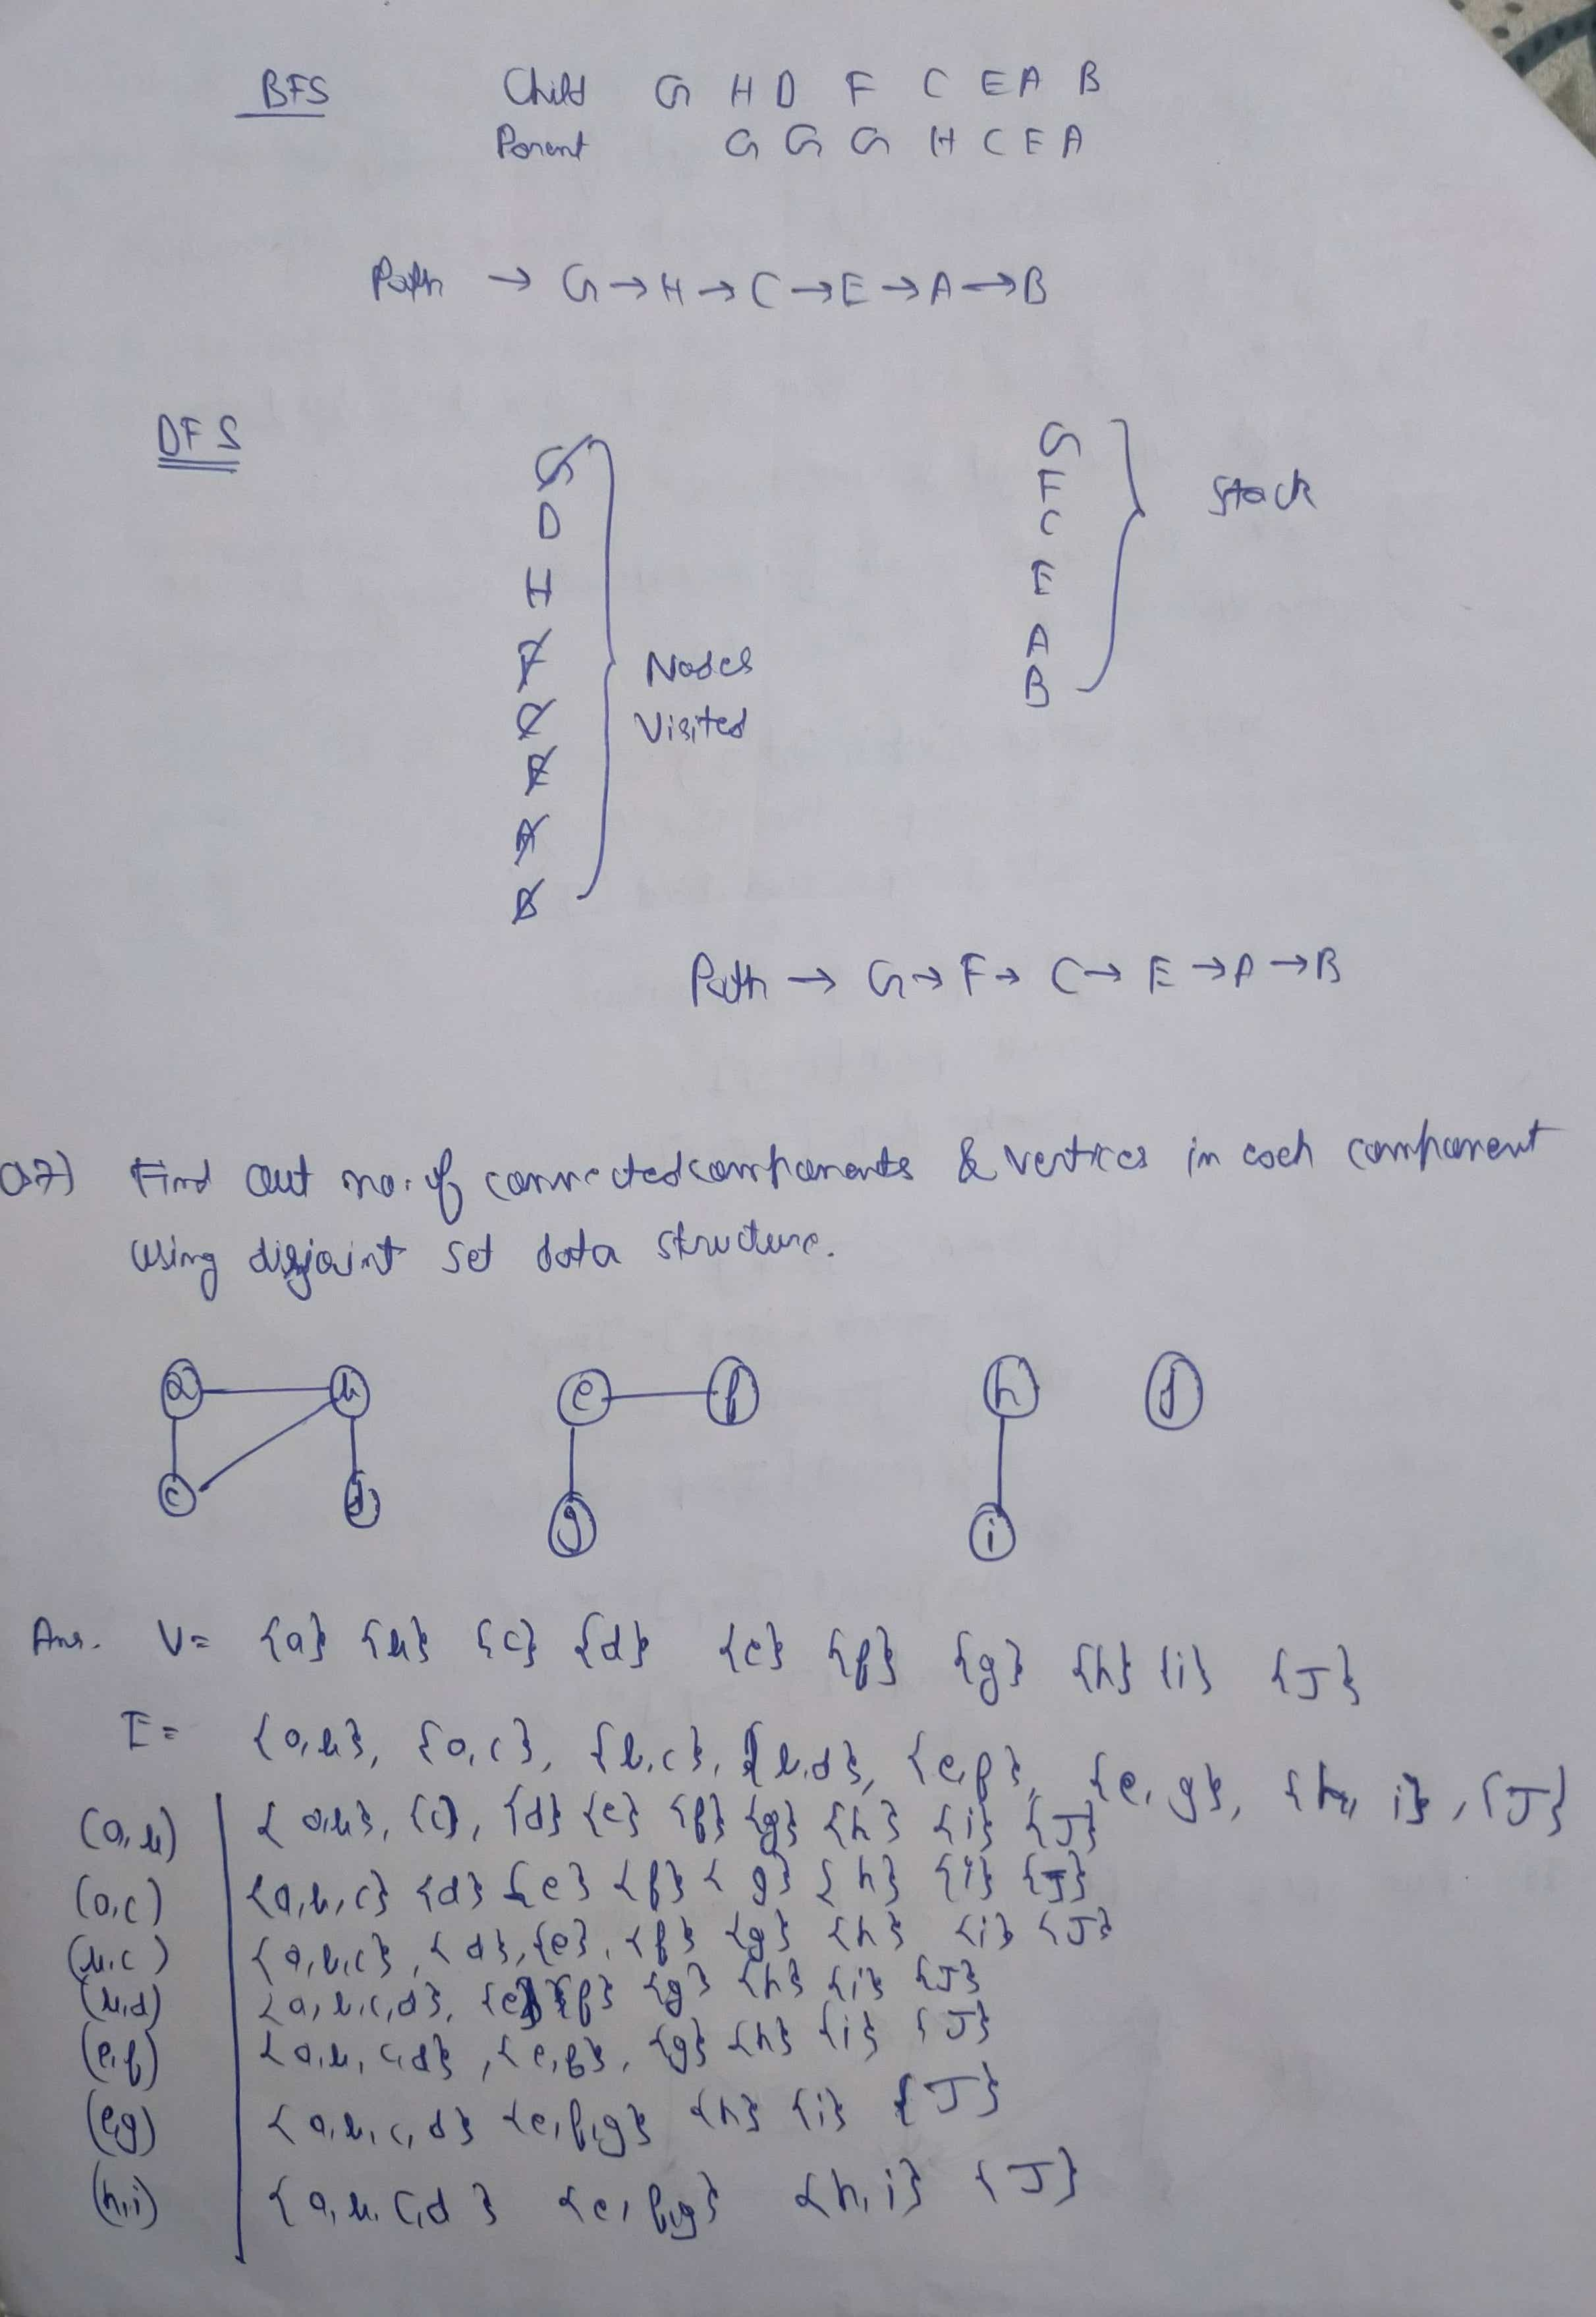 BFS Child G H D F C E A B
Parent G G G H C E A
Path → G → H → C → E → A → B
DFS
G
D
H
F
C
E
A
B
Nodes
Visited
G
F
C
E
A
B
Stack
Path → G → F → C → E → A → B
Q7) Find out no. of connected components & vertices in each component
using disjoint set data structure.
a b e f h j
c d g i
Ans. V= {a} {b} {c} {d} {e} {f} {g} {h} {i} {J}
E= {a,b}, {a,c}, {b,c}, {b,d}, {e,f}, {e,g}, {h,i}, {J}
(a,b) {a,b}, {c}, {d} {e} {f} {g} {h} {i} {J}
(a,c) {a,b,c} {d} {e} {f} {g} {h} {i} {J}
(b,c) {a,b,c}, {d}, {e}, {f} {g} {h} {i} {J}
(b,d) {a,b,c,d}, {e} {f} {g} {h} {i} {J}
(e,f) {a,b,c,d}, {e,f}, {g} {h} {i} {J}
(e,g) {a,b,c,d} {e,f,g} {h} {i} {J}
(h,i) {a,b,c,d} {e,f,g} {h,i} {J}